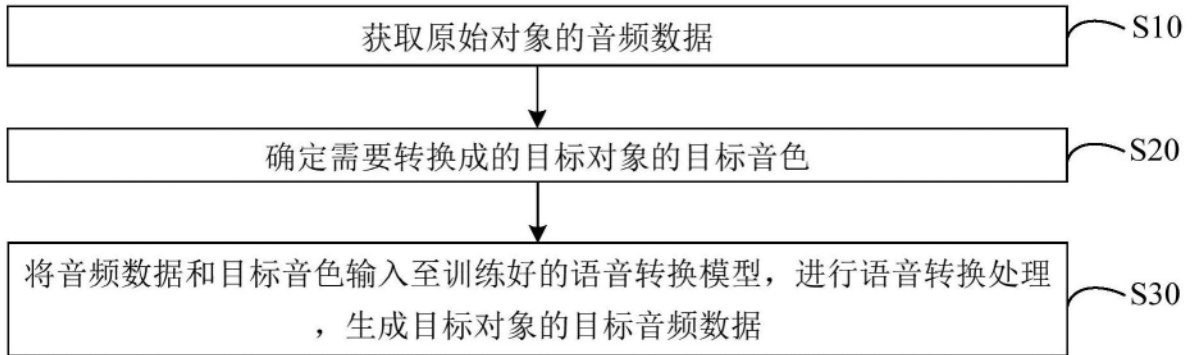 获取原始对象的音频数据
S10
确定需要转换成的目标对象的目标音色
S20
将音频数据和目标音色输入至训练好的语音转换模型，进行语音转换处理
，生成目标对象的目标音频数据
S30